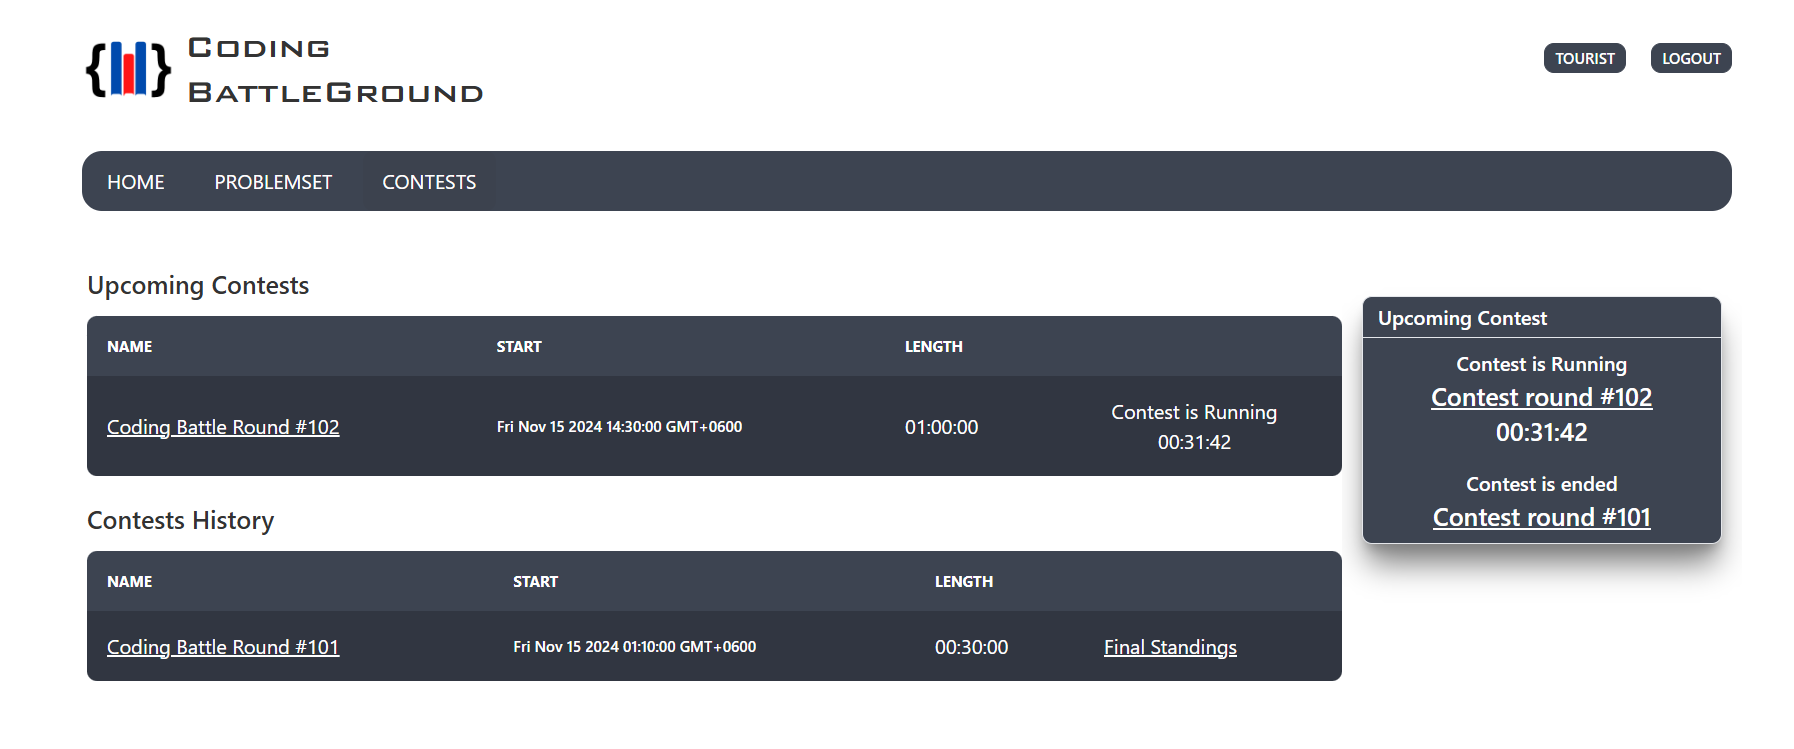 CODING
BATTLEGROUND
TOURIST
LOGOUT
HOME
PROBLEMSET
CONTESTS
Upcoming Contests
NAME START LENGTH
Coding Battle Round #102 Fri Nov 15 2024 14:30:00 GMT+0600 01:00:00 Contest is Running
00:31:42
Contests History
NAME START LENGTH
Coding Battle Round #101 Fri Nov 15 2024 01:10:00 GMT+0600 00:30:00 Final Standings
Upcoming Contest
Contest is Running
Contest round #102
00:31:42
Contest is ended
Contest round #101